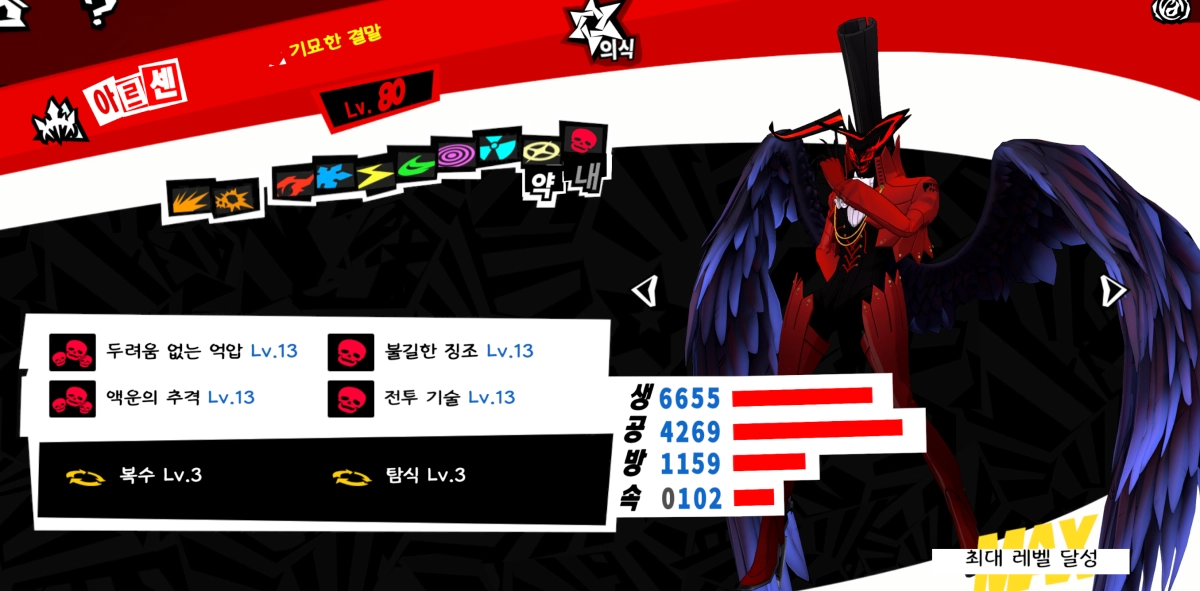 ?
기묘한 결말
의식
아르센
Lv. 80
약 내
두려움 없는 억압 Lv.13
불길한 징조 Lv.13
액운의 추격 Lv.13
전투 기술 Lv.13
복수 Lv.3
탐식 Lv.3
생 6655
공 4269
방 1159
속 0102
MAX
최대 레벨 달성